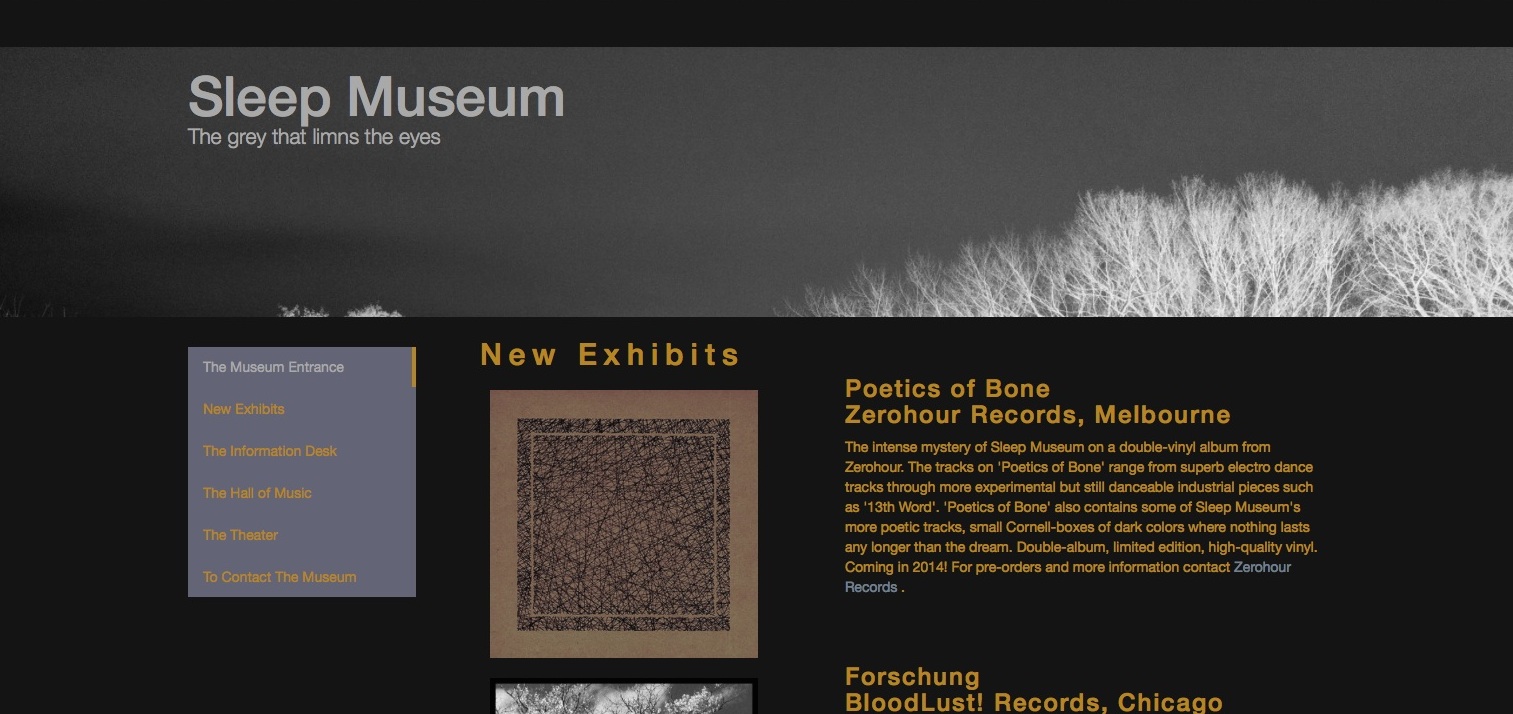 Sleep Museum
The grey that limns the eyes
The Museum Entrance
New Exhibits
The Information Desk
The Hall of Music
The Theater
To Contact The Museum
New Exhibits
Poetics of Bone
Zerohour Records, Melbourne
The intense mystery of Sleep Museum on a double-vinyl album from
Zerohour. The tracks on 'Poetics of Bone' range from superb electro dance
tracks through more experimental but still danceable industrial pieces such
as '13th Word'. 'Poetics of Bone' also contains some of Sleep Museum's
more poetic tracks, small Cornell-boxes of dark colors where nothing lasts
any longer than the dream. Double-album, limited edition, high-quality vinyl.
Coming in 2014! For pre-orders and more information contact Zerohour
Records .
Forschung
BloodLust! Records, Chicago